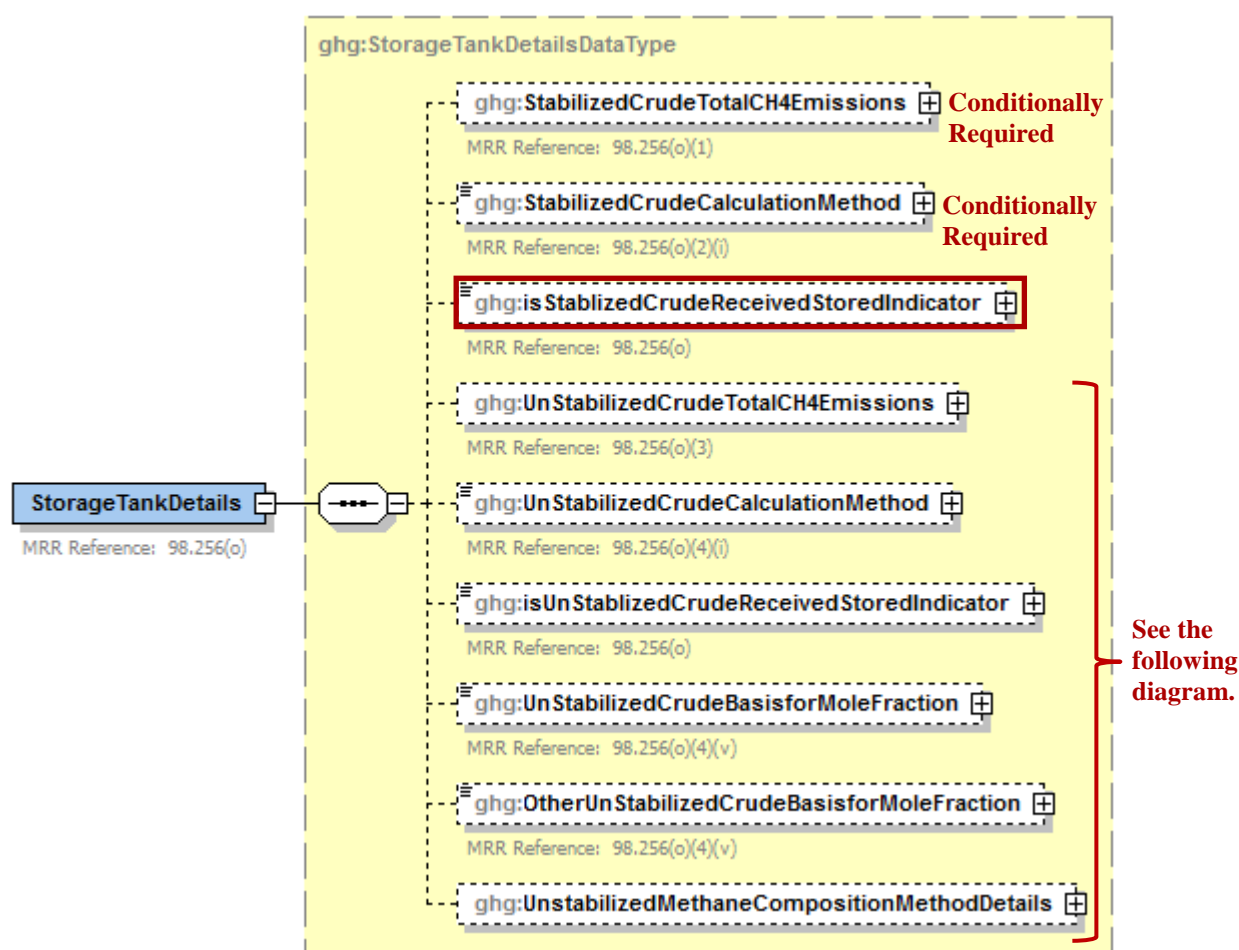 ghg:StorageTankDetailsDataType
ghg:StabilizedCrudeTotalCH4Emissions
Conditionally
Required
MRR Reference: 98.256(o)(1)
ghg:StabilizedCrudeCalculationMethod
Conditionally
Required
MRR Reference: 98.256(o)(2)(i)
ghg:isStablizedCrudeReceivedStoredIndicator
MRR Reference: 98.256(o)
ghg:UnStabilizedCrudeTotalCH4Emissions
MRR Reference: 98.256(o)(3)
StorageTankDetails
MRR Reference: 98.256(o)
ghg:UnStabilizedCrudeCalculationMethod
MRR Reference: 98.256(o)(4)(i)
ghg:isUnStablizedCrudeReceivedStoredIndicator
MRR Reference: 98.256(o)
See the
following
diagram.
ghg:UnStabilizedCrudeBasisforMoleFraction
MRR Reference: 98.256(o)(4)(v)
ghg:OtherUnStabilizedCrudeBasisforMoleFraction
MRR Reference: 98.256(o)(4)(v)
ghg:UnstabilizedMethaneCompositionMethodDetails